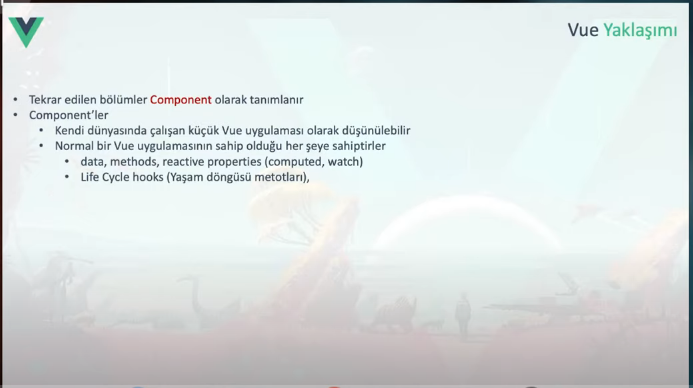 Vue Yaklaşımı
• Tekrar edilen bölümler Component olarak tanımlanır
• Component'ler
• Kendi dünyasında çalışan küçük Vue uygulaması olarak düşünülebilir
• Normal bir Vue uygulamasının sahip olduğu her şeye sahiptirler
• data, methods, reactive properties (computed, watch)
• Life Cycle hooks (Yaşam döngüsü metotları),